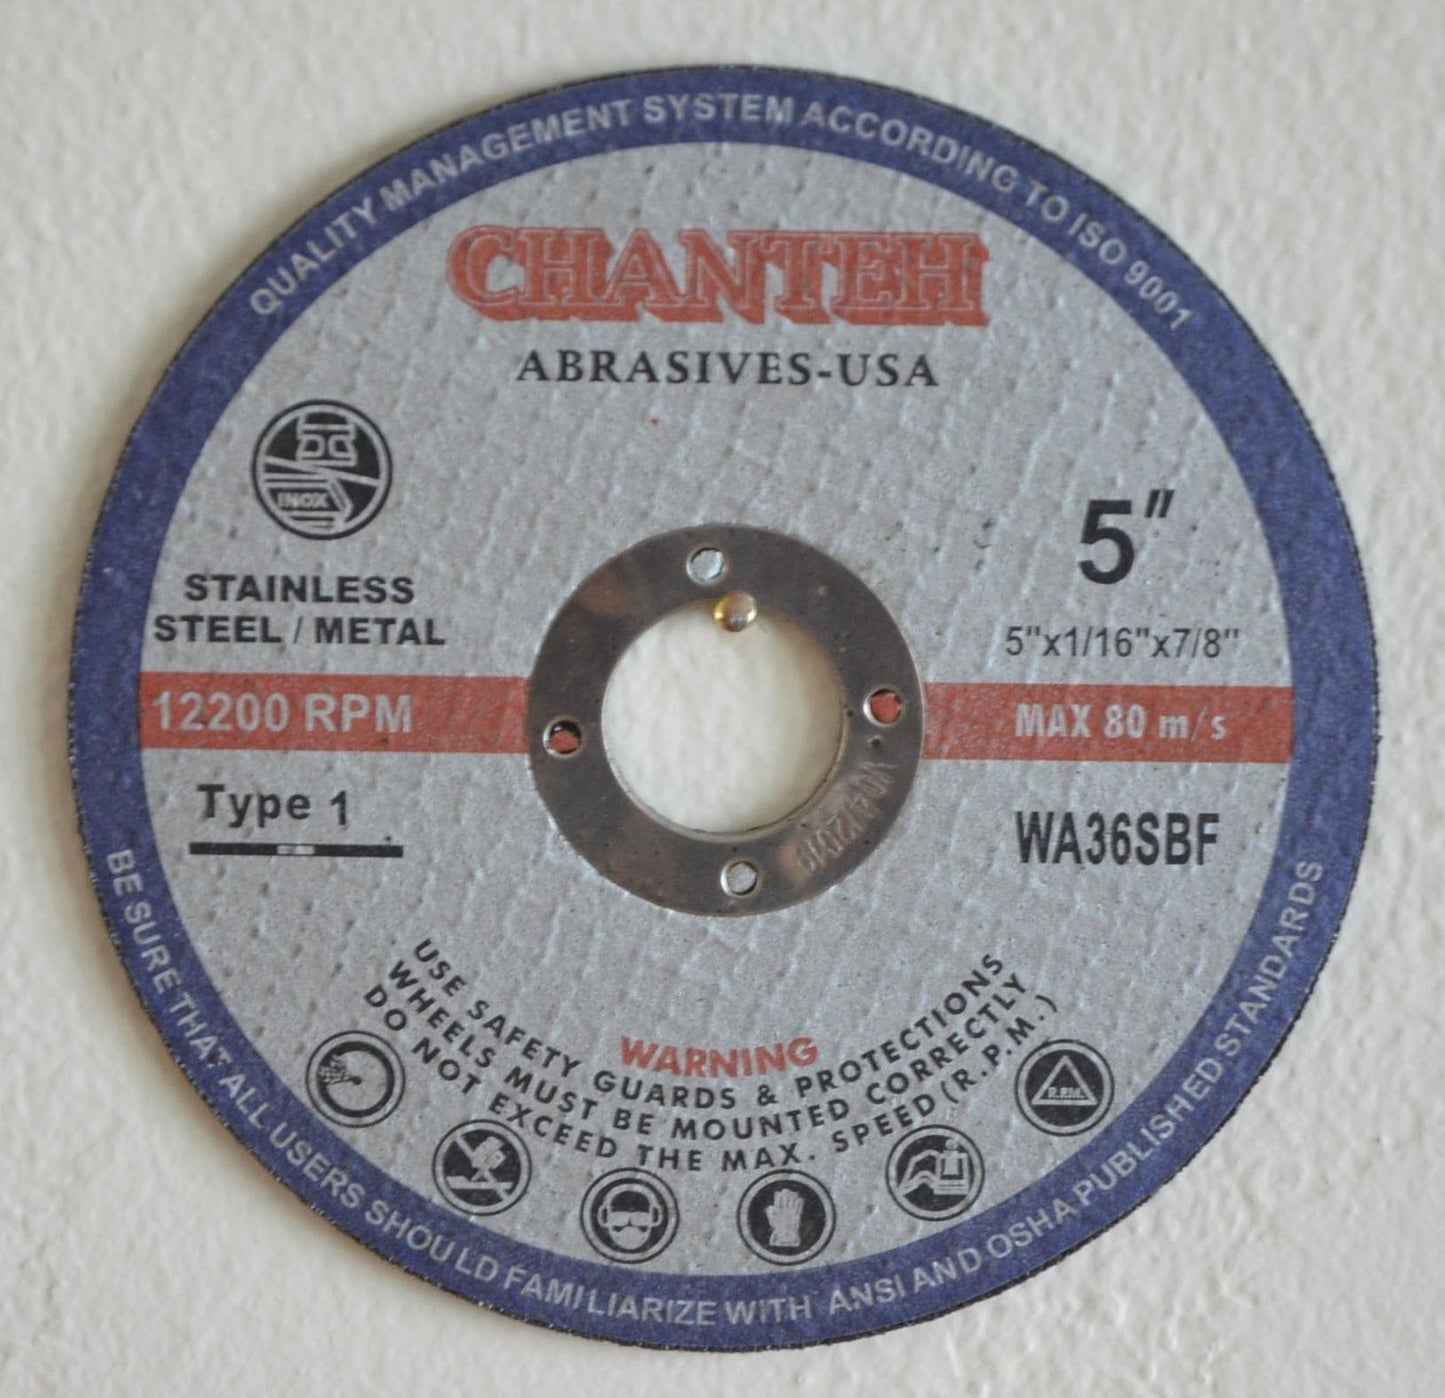 QUALITY MANAGEMENT SYSTEM ACCORDING TO ISO 9001
CHANTEH
ABRASIVES-USA
INOX
STAINLESS
STEEL / METAL
5"
5"x1/16"x7/8"
12200 RPM
MAX 80 m/s
Type 1
WA36SBF
V04/2019
WARNING
USE SAFETY GUARDS & PROTECTIONS
WHEELS MUST BE MOUNTED CORRECTLY
DO NOT EXCEED THE MAX. SPEED (R.P.M.)
R.P.M.
BE SURE THAT ALL USERS SHOULD FAMILIARIZE WITH ANSI AND OSHA PUBLISHED STANDARDS